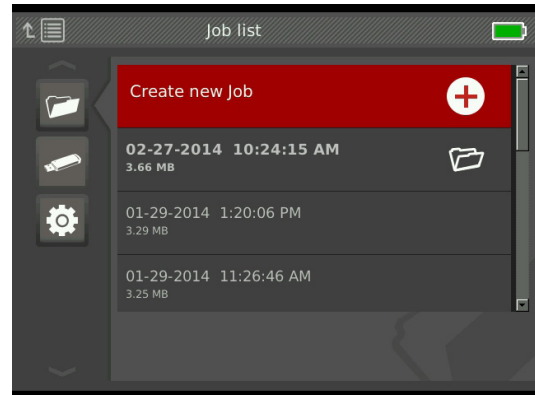 Job list
Create new Job
02-27-2014 10:24:15 AM
3.66 MB
01-29-2014 1:20:06 PM
3.29 MB
01-29-2014 11:26:46 AM
3.25 MB